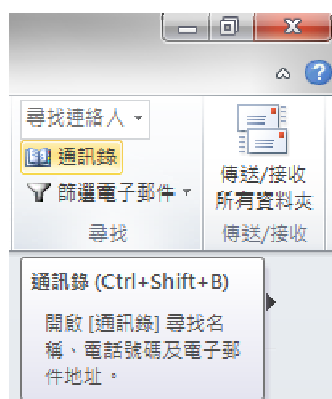 尋找連絡人
通訊錄
篩選電子郵件
尋找
傳送/接收
所有資料夾
傳送/接收
通訊錄 (Ctrl+Shift+B)
開啟 [通訊錄] 尋找名
稱、電話號碼及電子郵
件地址。